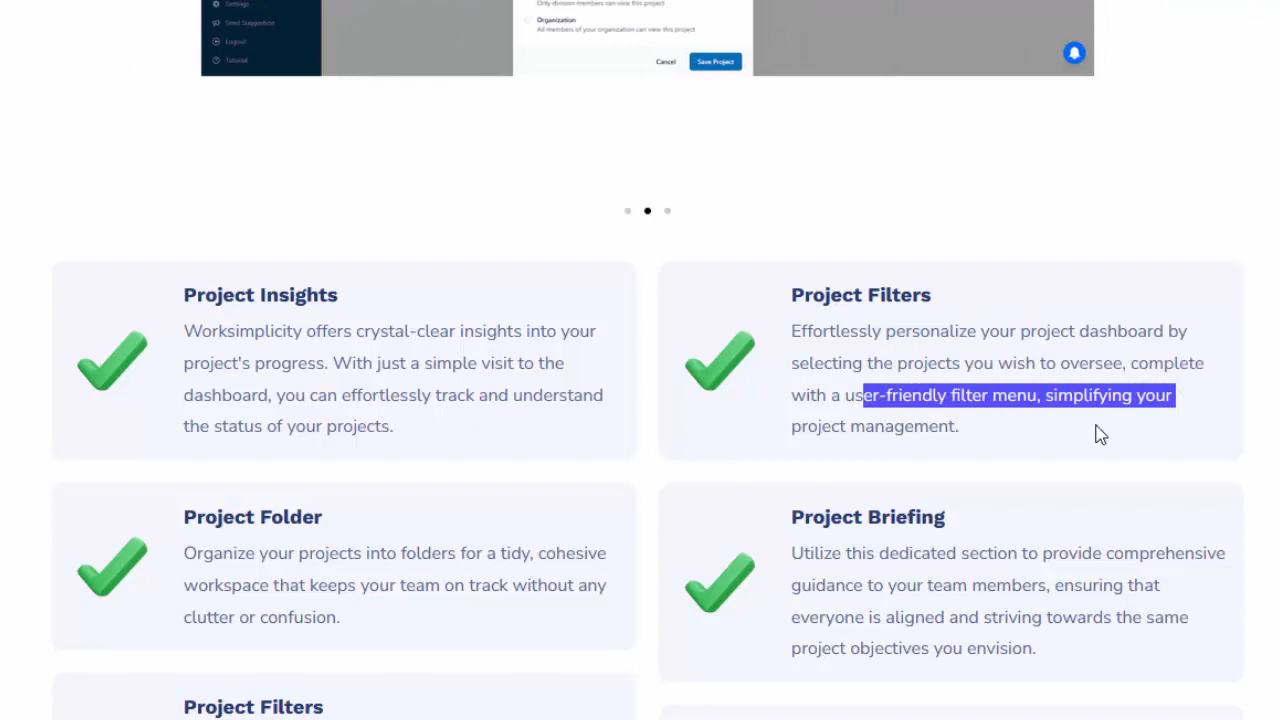 Settings
Only division members can view this project
Send Suggestion
Organization
All members of your organization can view this project
Logout
Tutorial
Cancel
Save Project
Project Insights
Worksimplicity offers crystal-clear insights into your
project's progress. With just a simple visit to the
dashboard, you can effortlessly track and understand
the status of your projects.
Project Filters
Effortlessly personalize your project dashboard by
selecting the projects you wish to oversee, complete
with a user-friendly filter menu, simplifying your
project management.
Project Folder
Organize your projects into folders for a tidy, cohesive
workspace that keeps your team on track without any
clutter or confusion.
Project Briefing
Utilize this dedicated section to provide comprehensive
guidance to your team members, ensuring that
everyone is aligned and striving towards the same
project objectives you envision.
Project Filters